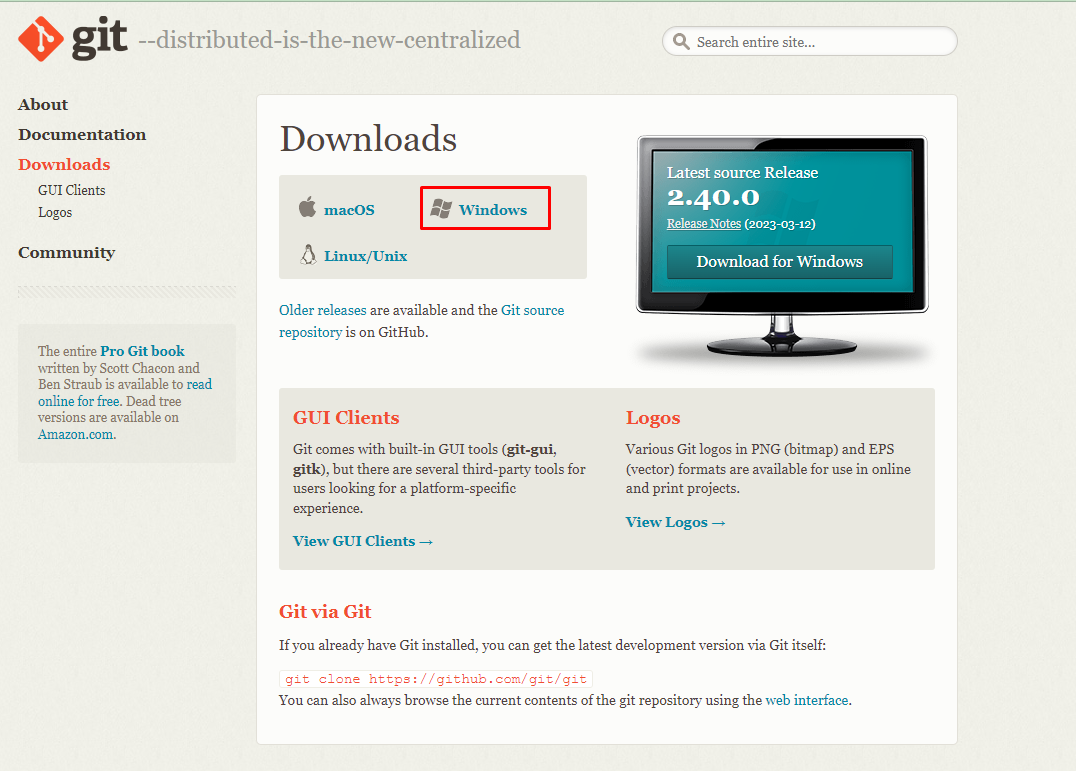 git --distributed-is-the-new-centralized
Search entire site...
About
Documentation
Downloads
GUI Clients
Logos
Community
The entire Pro Git book
written by Scott Chacon and
Ben Straub is available to read
online for free. Dead tree
versions are available on
Amazon.com.
Downloads
macOS
Windows
Linux/Unix
Older releases are available and the Git source
repository is on GitHub.
Latest source Release
2.40.0
Release Notes (2023-03-12)
Download for Windows
GUI Clients
Git comes with built-in GUI tools (git-gui,
gitk), but there are several third-party tools for
users looking for a platform-specific
experience.
View GUI Clients →
Logos
Various Git logos in PNG (bitmap) and EPS
(vector) formats are available for use in online
and print projects.
View Logos →
Git via Git
If you already have Git installed, you can get the latest development version via Git itself:
git clone https://github.com/git/git
You can also always browse the current contents of the git repository using the web interface.